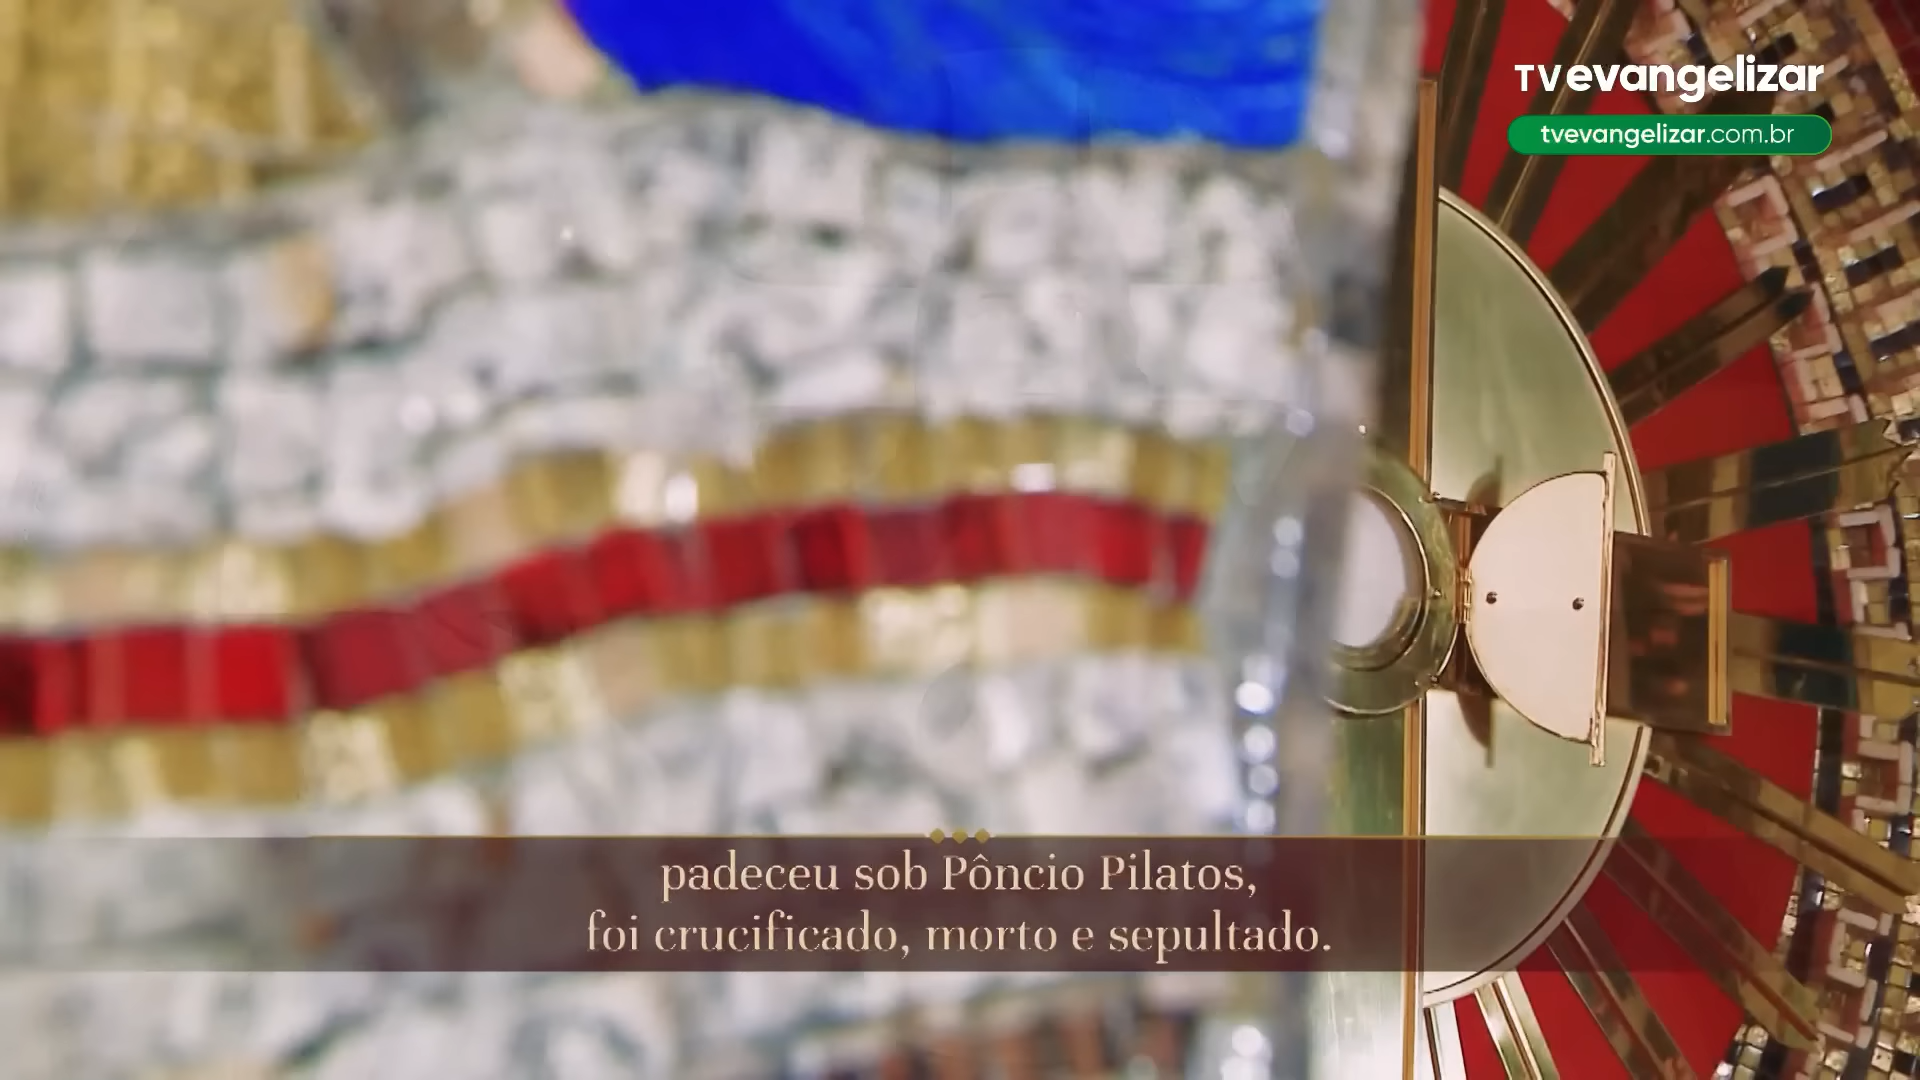 TVevangelizar
tvevangelizar.com.br
padeceu sob Pôncio Pilatos,
foi crucificado, morto e sepultado.